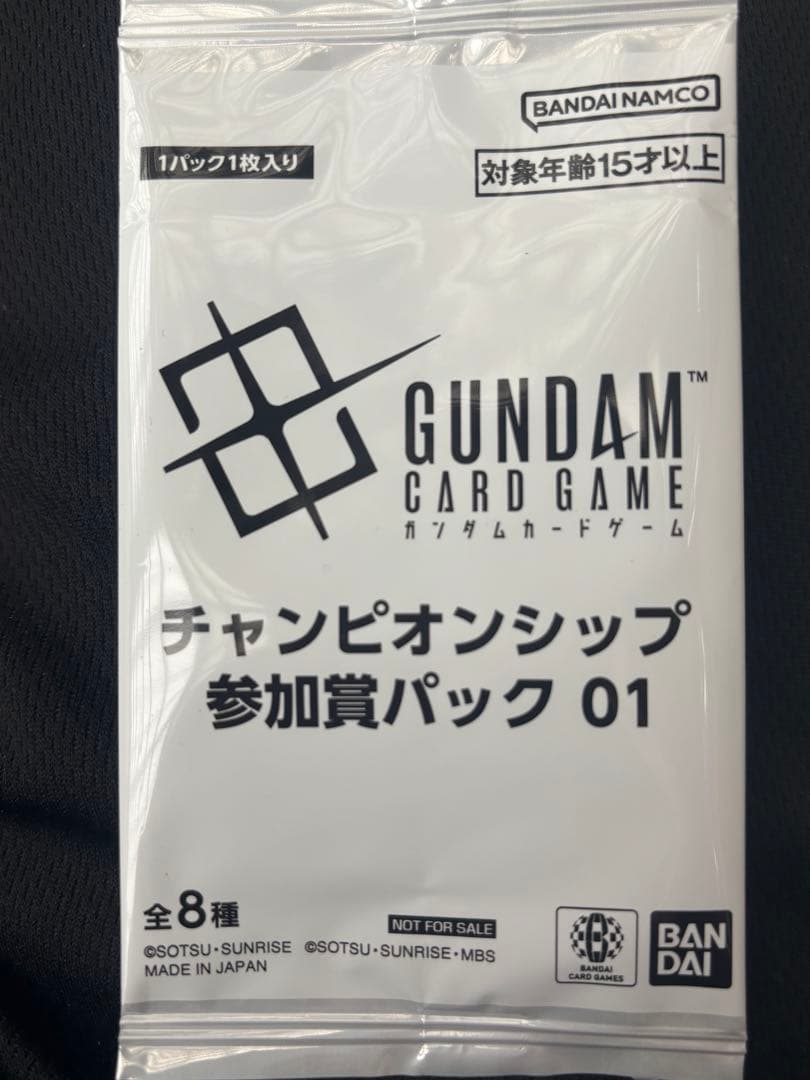 BANDAI NAMCO
1パック1枚入り
対象年齢15才以上
GUNDAM™
CARD GAME
ガンダムカードゲーム
チャンピオンシップ
参加賞パック 01
全8種
NOT FOR SALE
©SOTSU・SUNRISE ©SOTSU・SUNRISE・MBS
MADE IN JAPAN
BANDAI
CARD GAMES
BAN
DAI